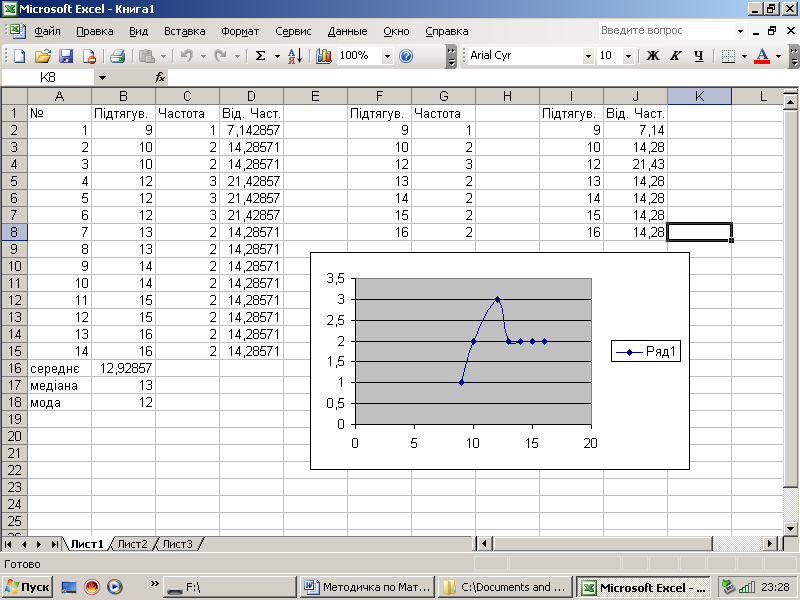 Microsoft Excel - Книга1
Файл Правка Вид Вставка Формат Сервис Данные Окно Справка Введите вопрос
100% Arial Cyr 10 Ж К Ч
K8 fx
A B C D E F G H I J K L
1 № Підтягув. Частота Від. Част. Підтягув. Частота Підтягув. Від. Част.
2 1 9 1 7,142857 9 1 9 7,14
3 2 10 2 14,28571 10 2 10 14,28
4 3 10 2 14,28571 12 3 12 21,43
5 4 12 3 21,42857 13 2 13 14,28
6 5 12 3 21,42857 14 2 14 14,28
7 6 12 3 21,42857 15 2 15 14,28
8 7 13 2 14,28571 16 2 16 14,28
9 8 13 2 14,28571
10 9 14 2 14,28571
11 10 14 2 14,28571
12 11 15 2 14,28571
13 12 15 2 14,28571
14 13 16 2 14,28571
15 14 16 2 14,28571
16 середнє 12,92857
17 медіана 13
18 мода 12
19
20
21
22
23
24
25
3,5
3
2,5
2
1,5
1
0,5
0
0 5 10 15 20
Ряд1
Лист1 Лист2 Лист3
Готово
Пуск F:\ Методичка по Мат... C:\Documents and ... Microsoft Excel - ... 23:28